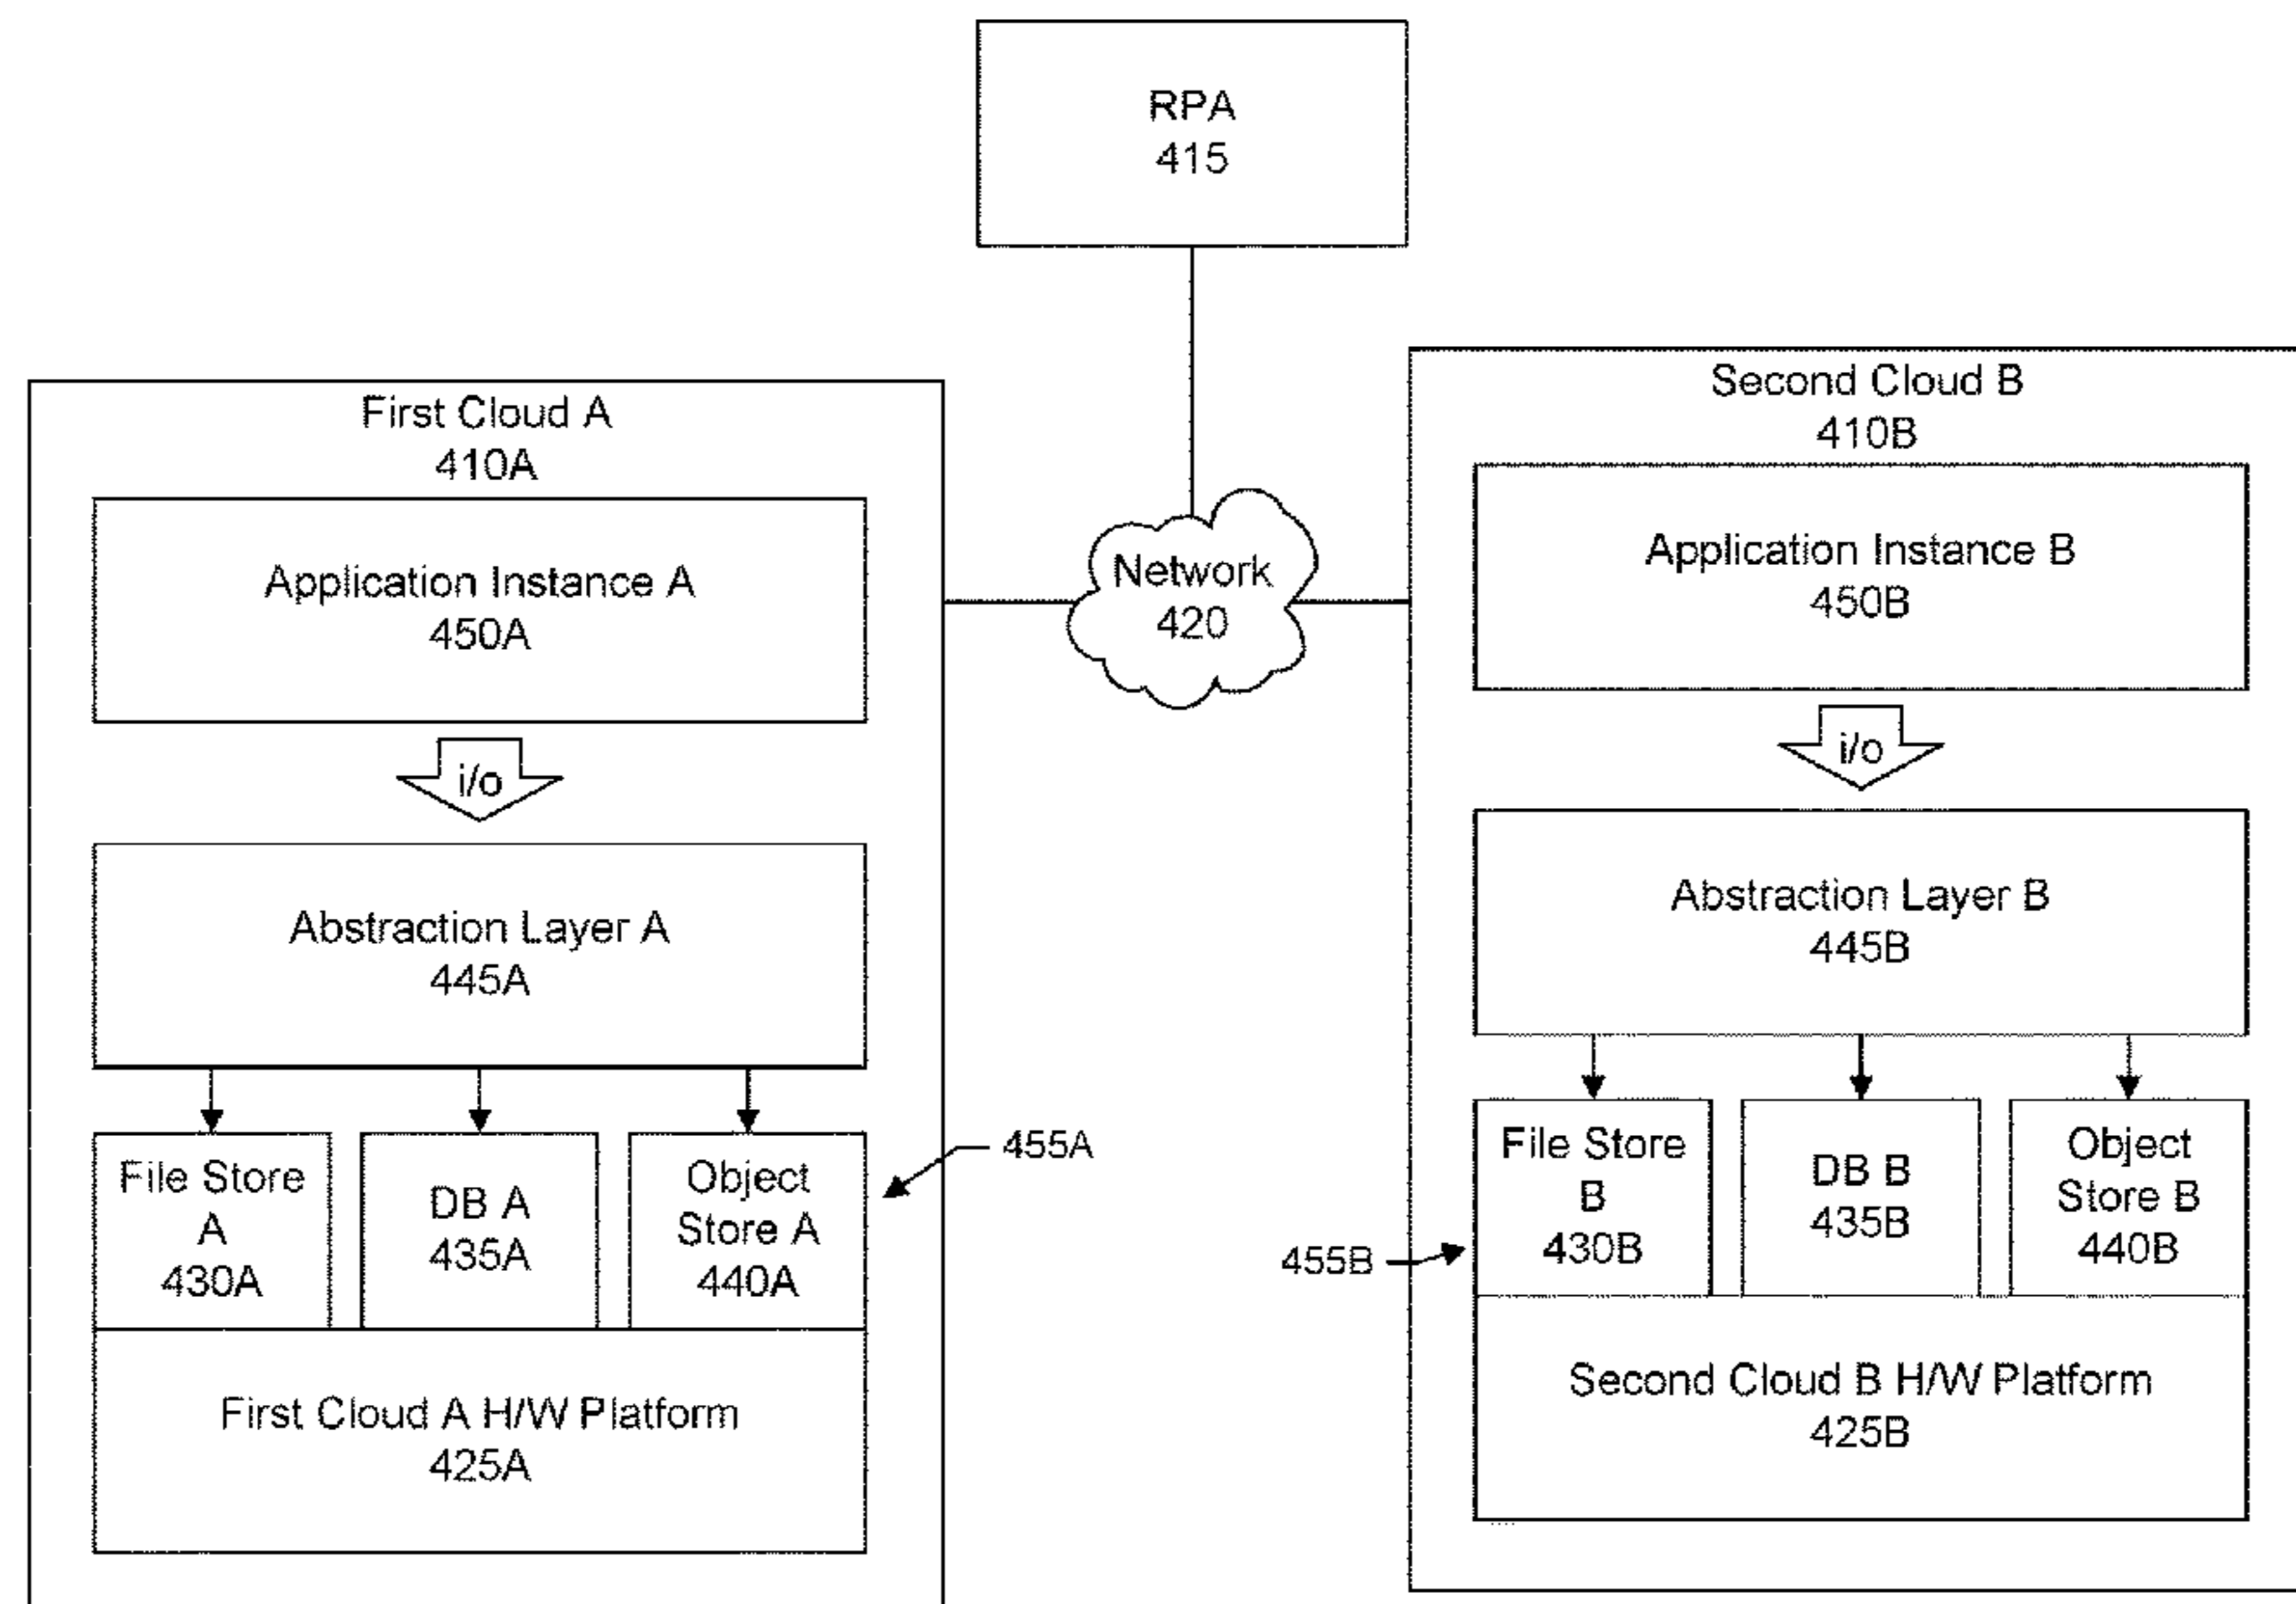 RPA
415
First Cloud A
410A
Application Instance A
450A
i/o
Abstraction Layer A
445A
File Store
A
430A
DB A
435A
Object
Store A
440A
455A
First Cloud A H/W Platform
425A
Network
420
Second Cloud B
410B
Application Instance B
450B
i/o
Abstraction Layer B
445B
File Store
B
430B
DB B
435B
Object
Store B
440B
455B
Second Cloud B H/W Platform
425B